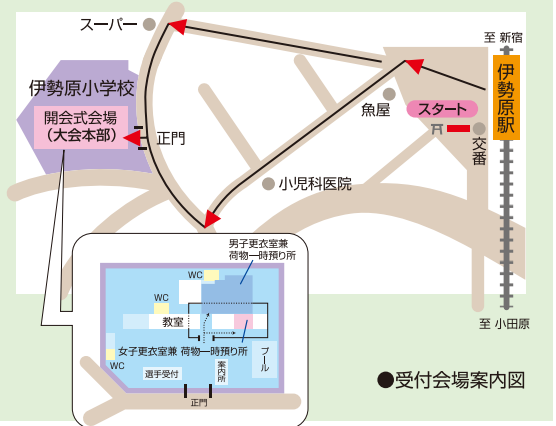 スーパー
至 新宿
伊勢原駅
伊勢原小学校
開会式会場
（大会本部）
正門
魚屋
スタート
交番
小児科医院
至 小田原
男子更衣室兼
荷物一時預り所
WC
WC
教室
女子更衣室兼 荷物一時預り所
WC
プール
案内所
選手受付
正門
●受付会場案内図